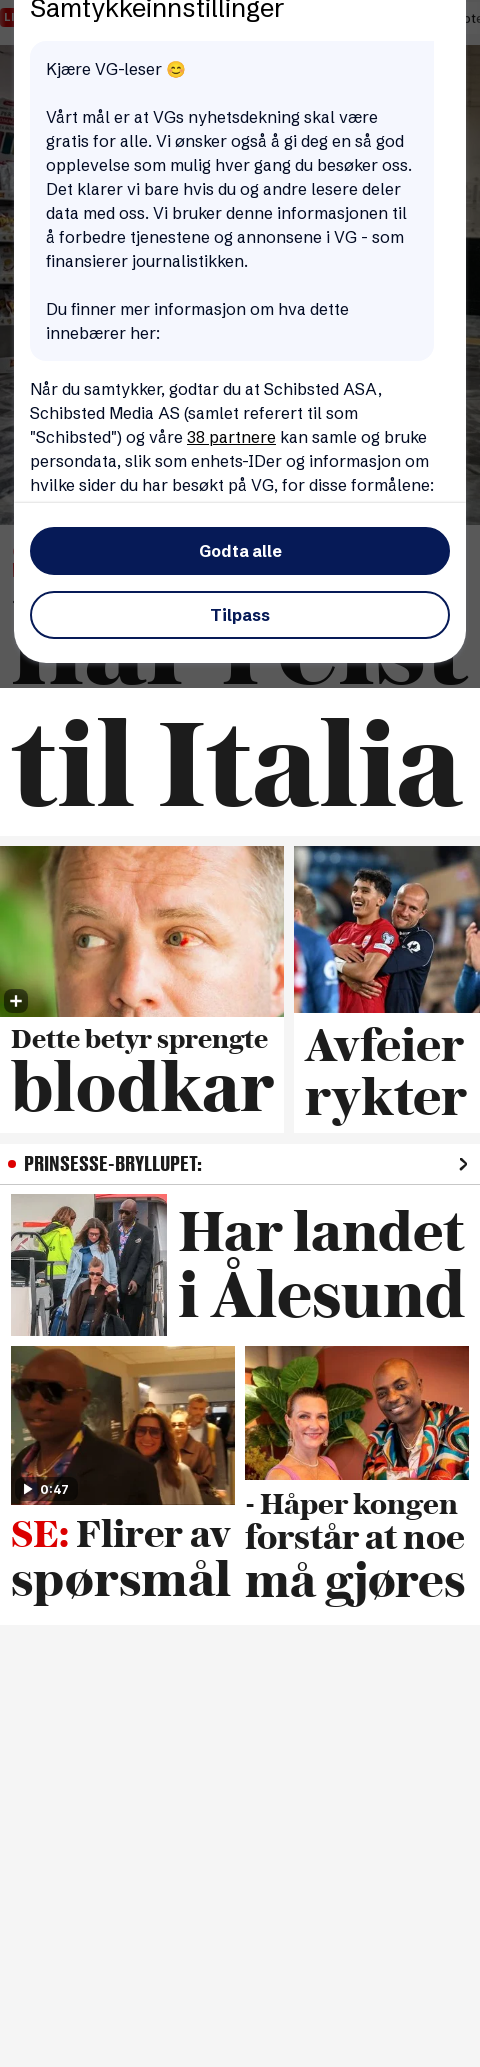 Samtykkeinnstillinger
Kjære VG-leser 😊
Vårt mål er at VGs nyhetsdekning skal være
gratis for alle. Vi ønsker også å gi deg en så god
opplevelse som mulig hver gang du besøker oss.
Det klarer vi bare hvis du og andre lesere deler
data med oss. Vi bruker denne informasjonen til
å forbedre tjenestene og annonsene i VG - som
finansierer journalistikken.
Du finner mer informasjon om hva dette
innebærer her:
Når du samtykker, godtar du at Schibsted ASA,
Schibsted Media AS (samlet referert til som
"Schibsted") og våre 38 partnere kan samle og bruke
persondata, slik som enhets-IDer og informasjon om
hvilke sider du har besøkt på VG, for disse formålene:
Godta alle
Tilpass
til Italia
Dette betyr sprengte
blodkar
Avfeier
rykter
PRINSESSE-BRYLLUPET:
Har landet
i Ålesund
0:47
SE: Flirer av
spørsmål
- Håper kongen
forstår at noe
må gjøres